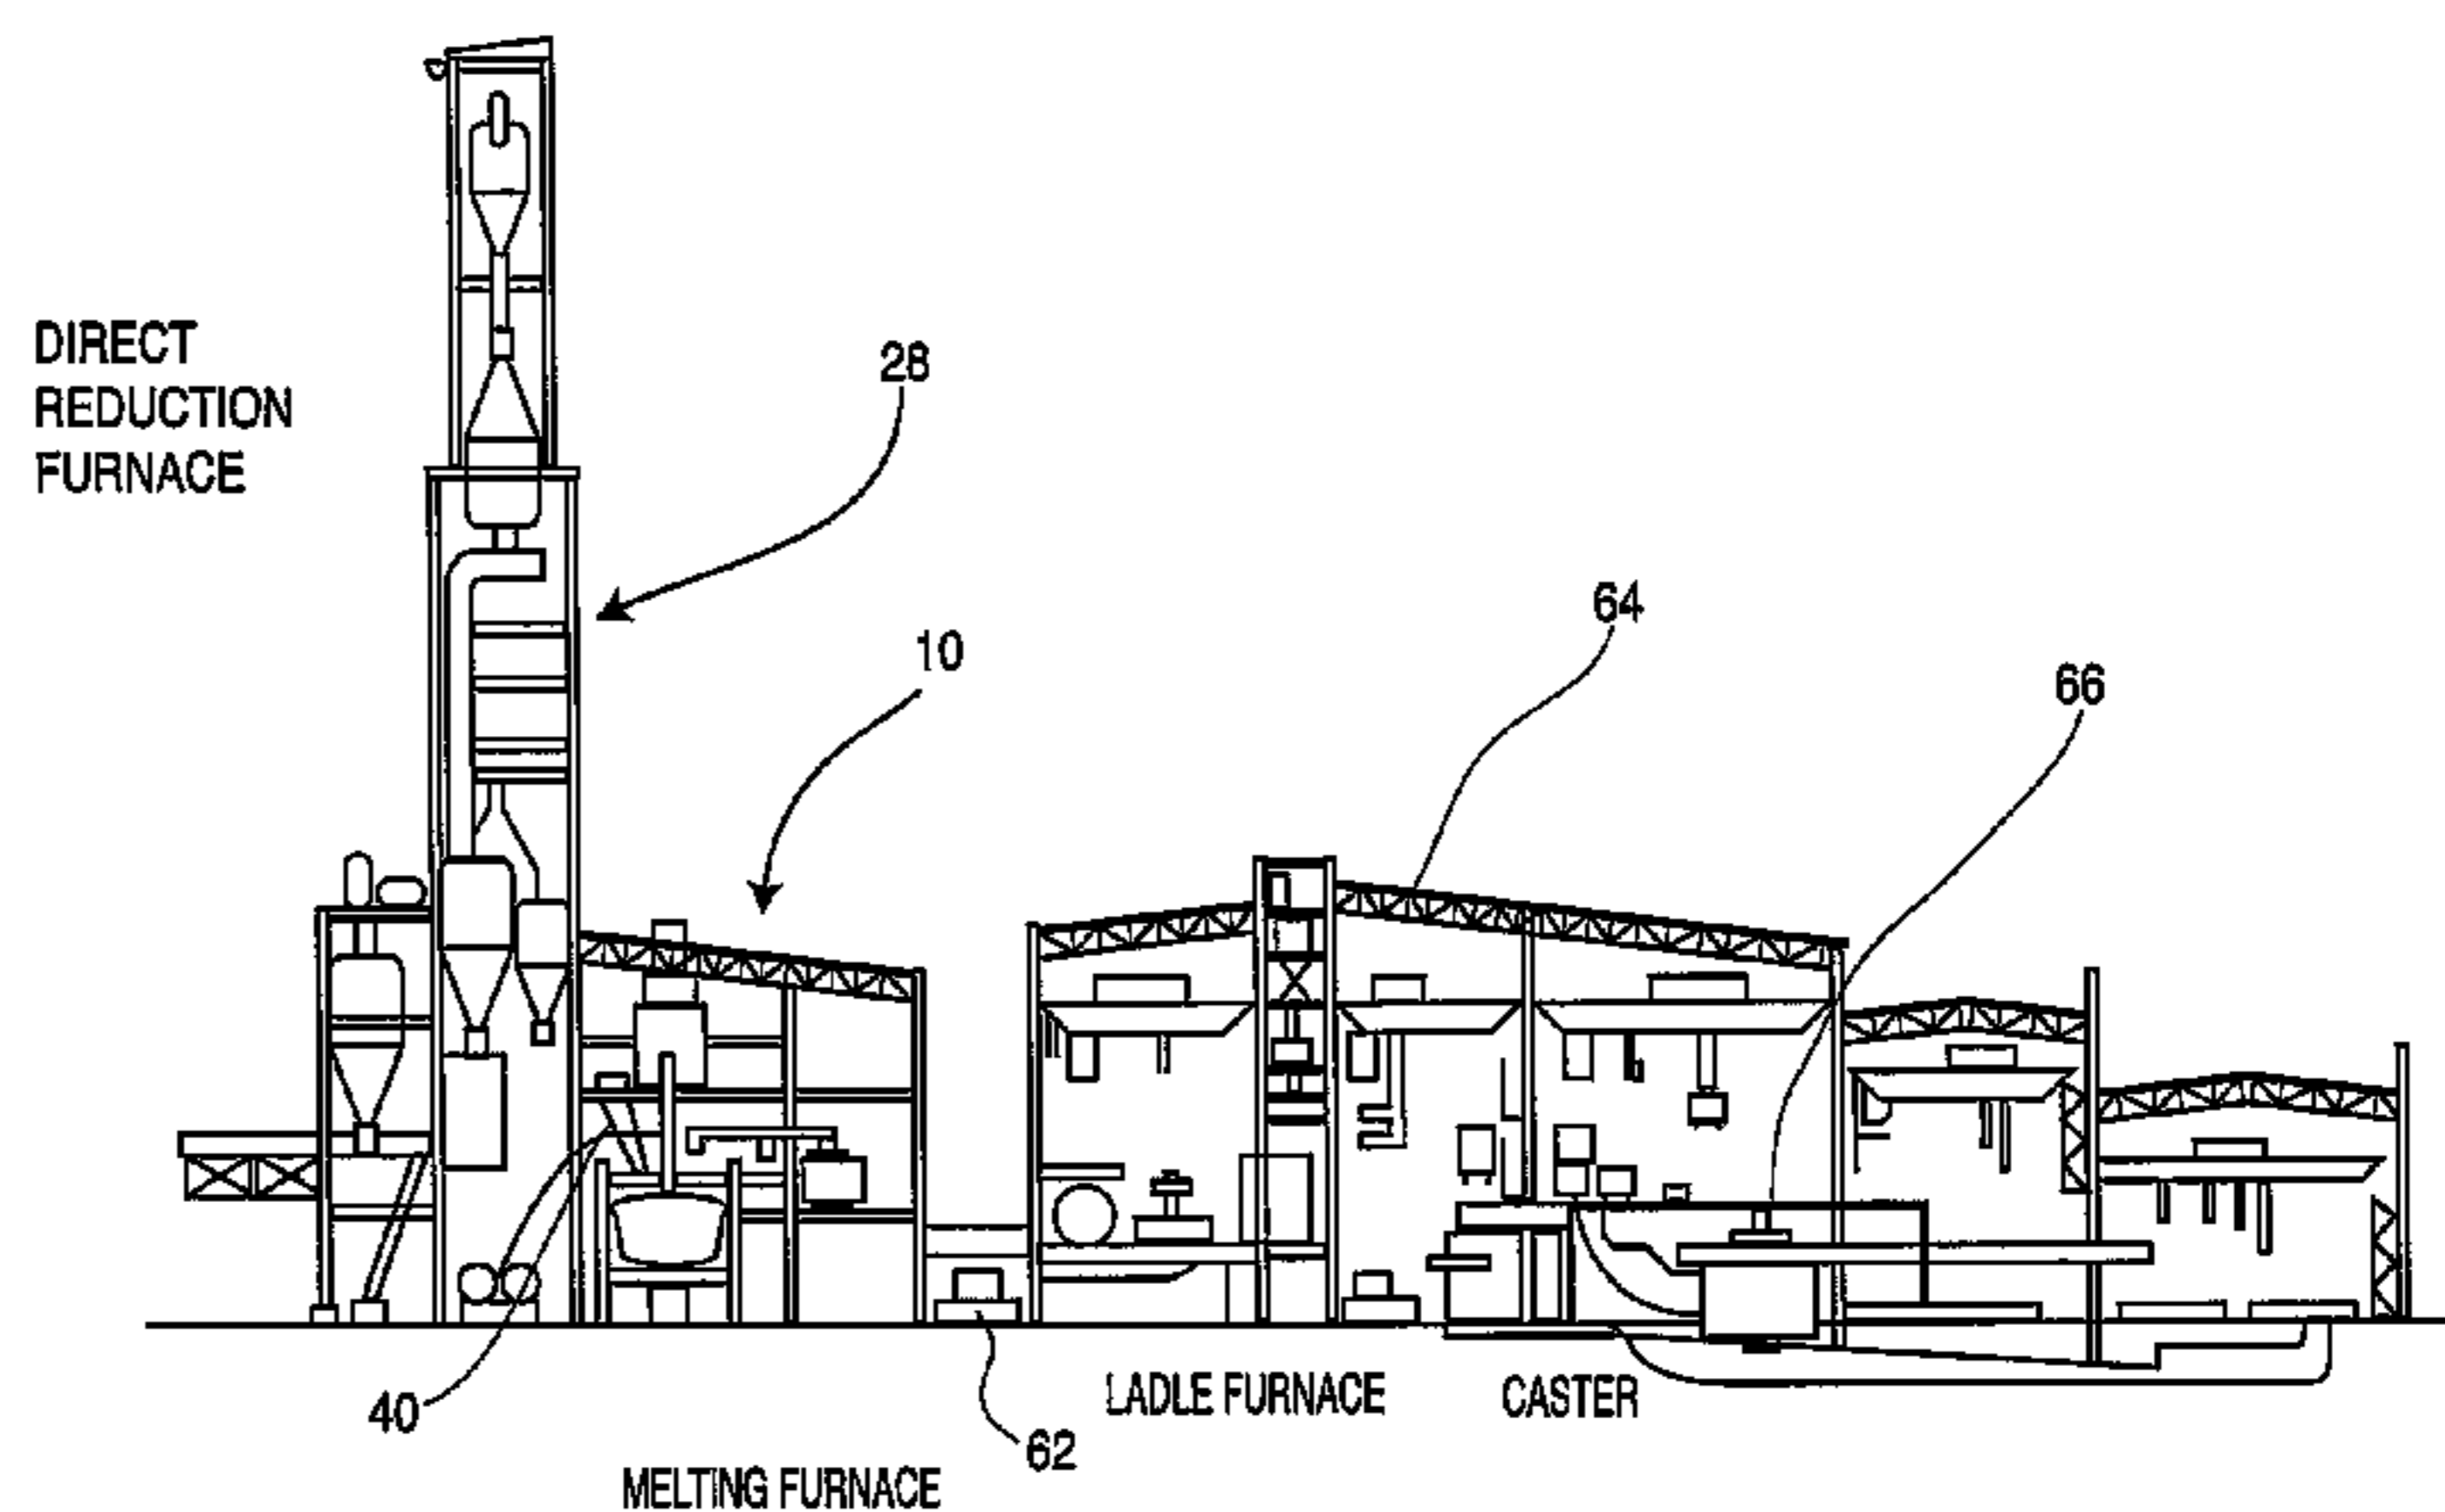 DIRECT
REDUCTION
FURNACE
28
10
64
66
40
62
LADLE FURNACE
CASTER
MELTING FURNACE